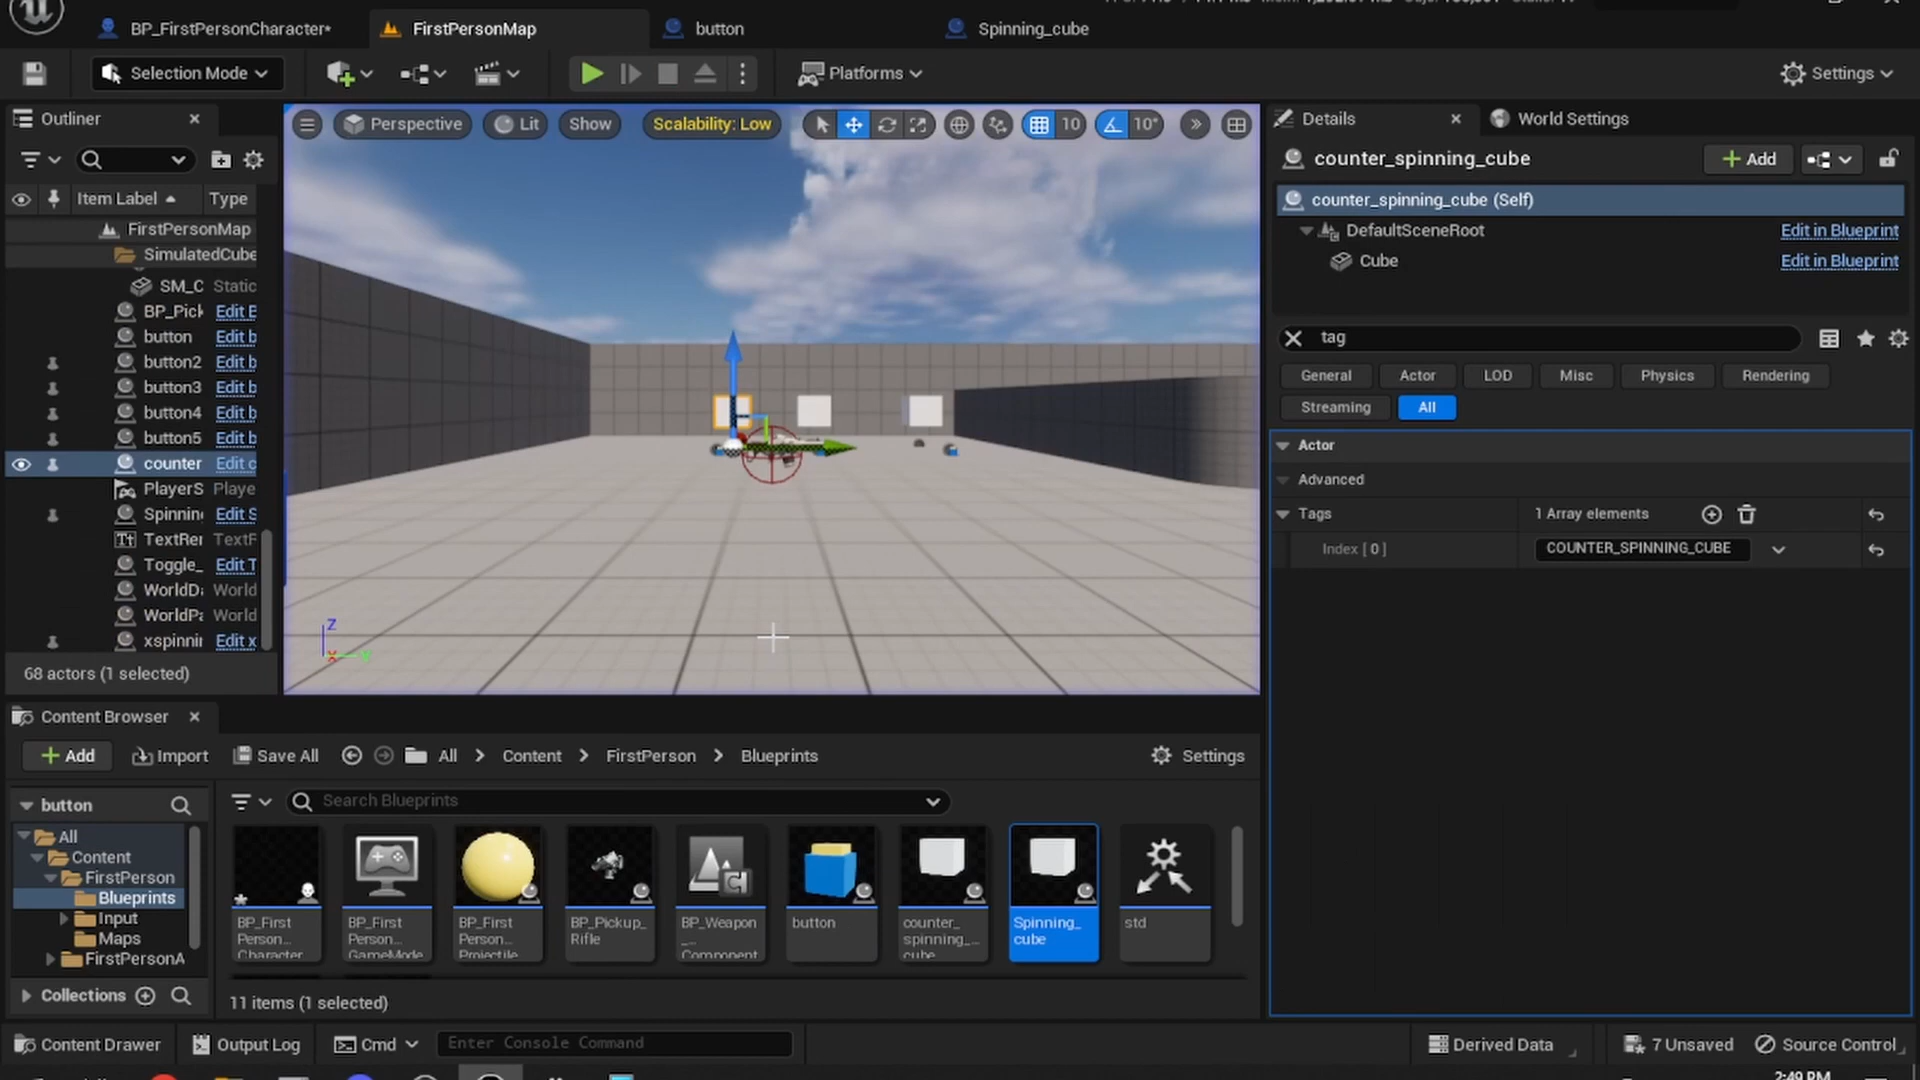 BP_FirstPersonCharacter*
FirstPersonMap
button
Spinning_cube
Selection Mode
Platforms
Settings
Outliner
Item Label
Type
FirstPersonMap
SimulatedCube
SM_C Static
BP_Pick Edit B
button Edit b
button2 Edit b
button3 Edit b
button4 Edit b
button5 Edit b
counter Edit c
PlayerS Playe
Spinnin Edit S
TextRer TextF
Toggle_ Edit T
WorldDa World
WorldPa World
xspinnin Edit x
68 actors (1 selected)
Perspective
Lit
Show
Scalability: Low
10
10°
Z
X
Y
Details
World Settings
counter_spinning_cube
Add
counter_spinning_cube (Self)
DefaultSceneRoot Edit in Blueprint
Cube Edit in Blueprint
tag
General
Actor
LOD
Misc
Physics
Rendering
Streaming
All
Actor
Advanced
Tags 1 Array elements
Index [ 0 ] COUNTER_SPINNING_CUBE
Content Browser
Add
Import
Save All
All > Content > FirstPerson > Blueprints
Settings
button
Search Blueprints
All
Content
FirstPerson
Blueprints
Input
Maps
FirstPersonA
Collections
BP_First
Person...
Character
BP_First
Person...
GameMode
BP_First
Person...
Projectile
BP_Pickup_
Rifle
BP_Weapon
_...
Component
button
counter_
spinning_...
cube
Spinning_
cube
std
11 items (1 selected)
Content Drawer
Output Log
Cmd
Enter Console Command
Derived Data
7 Unsaved
Source Control
2:49 PM